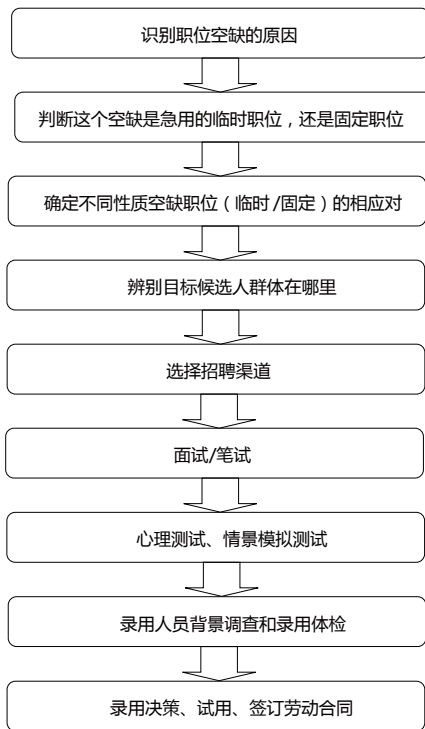 识别职位空缺的原因
判断这个空缺是急用的临时职位，还是固定职位
确定不同性质空缺职位（临时/固定）的相应对
辨别目标候选人群体在哪里
选择招聘渠道
面试/笔试
心理测试、情景模拟测试
录用人员背景调查和录用体检
录用决策、试用、签订劳动合同